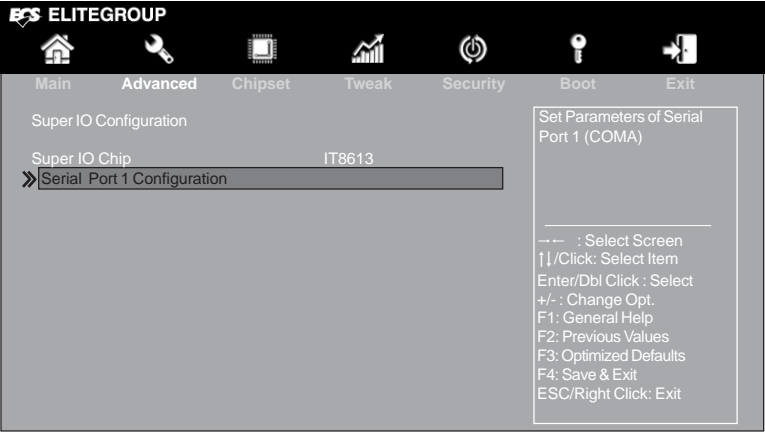 ECS ELITEGROUP
Main Advanced Chipset Tweak Security Boot Exit
Super IO Configuration
Super IO Chip IT8613
Serial Port 1 Configuration
Set Parameters of Serial
Port 1 (COMA)
→← : Select Screen
↑↓/Click: Select Item
Enter/Dbl Click : Select
+/- : Change Opt.
F1: General Help
F2: Previous Values
F3: Optimized Defaults
F4: Save & Exit
ESC/Right Click: Exit